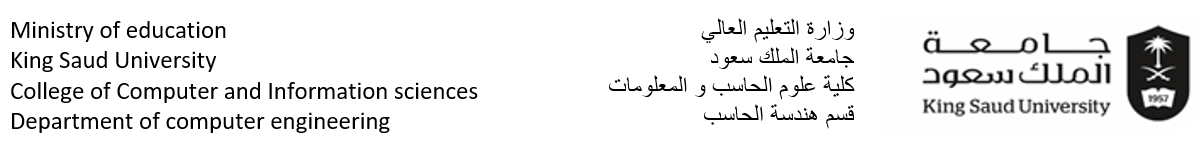 Ministry of education
King Saud University
College of Computer and Information sciences
Department of computer engineering
وزارة التعليم العالي
جامعة الملك سعود
كلية علوم الحاسب و المعلومات
قسم هندسة الحاسب
جامعة
الملك سعود
King Saud University
1957